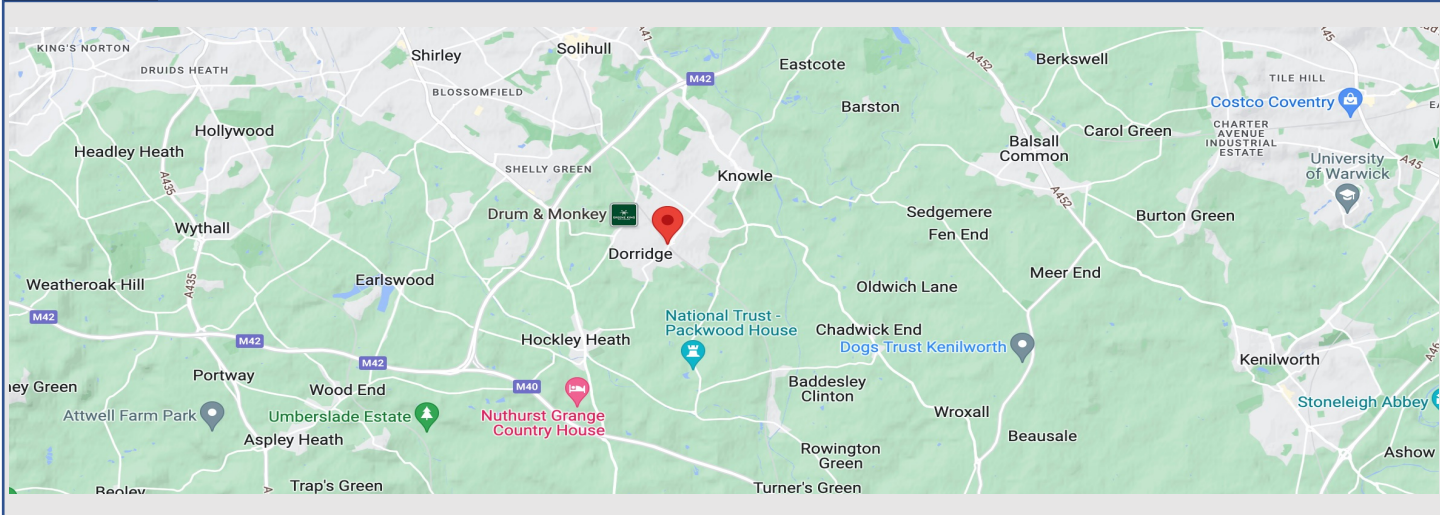 KING'S NORTON
Shirley
Solihull
A41
Eastcote
A452
Berkswell
A45
DRUIDS HEATH
M42
TILE HILL
BLOSSOMFIELD
Barston
Costco Coventry
Hollywood
Carol Green
CHARTER
AVENUE
INDUSTRIAL
ESTATE
Headley Heath
Balsall
Common
University
of Warwick
A45
SHELLY GREEN
Knowle
A435
A452
Drum & Monkey
Sedgemere
Burton Green
Wythall
Fen End
Dorridge
Meer End
Weatheroak Hill
A435
Earlswood
Oldwich Lane
M42
National Trust -
Packwood House
Chadwick End
M42
Hockley Heath
Dogs Trust Kenilworth
A46
M42
Kenilworth
Portway
M40
ney Green
Wood End
Baddesley
Clinton
Attwell Farm Park
Umberslade Estate
Nuthurst Grange
Country House
Wroxall
Stoneleigh Abbey
Aspley Heath
Beausale
Rowington
Green
Ashow
Beoley
Trap's Green
Turner's Green